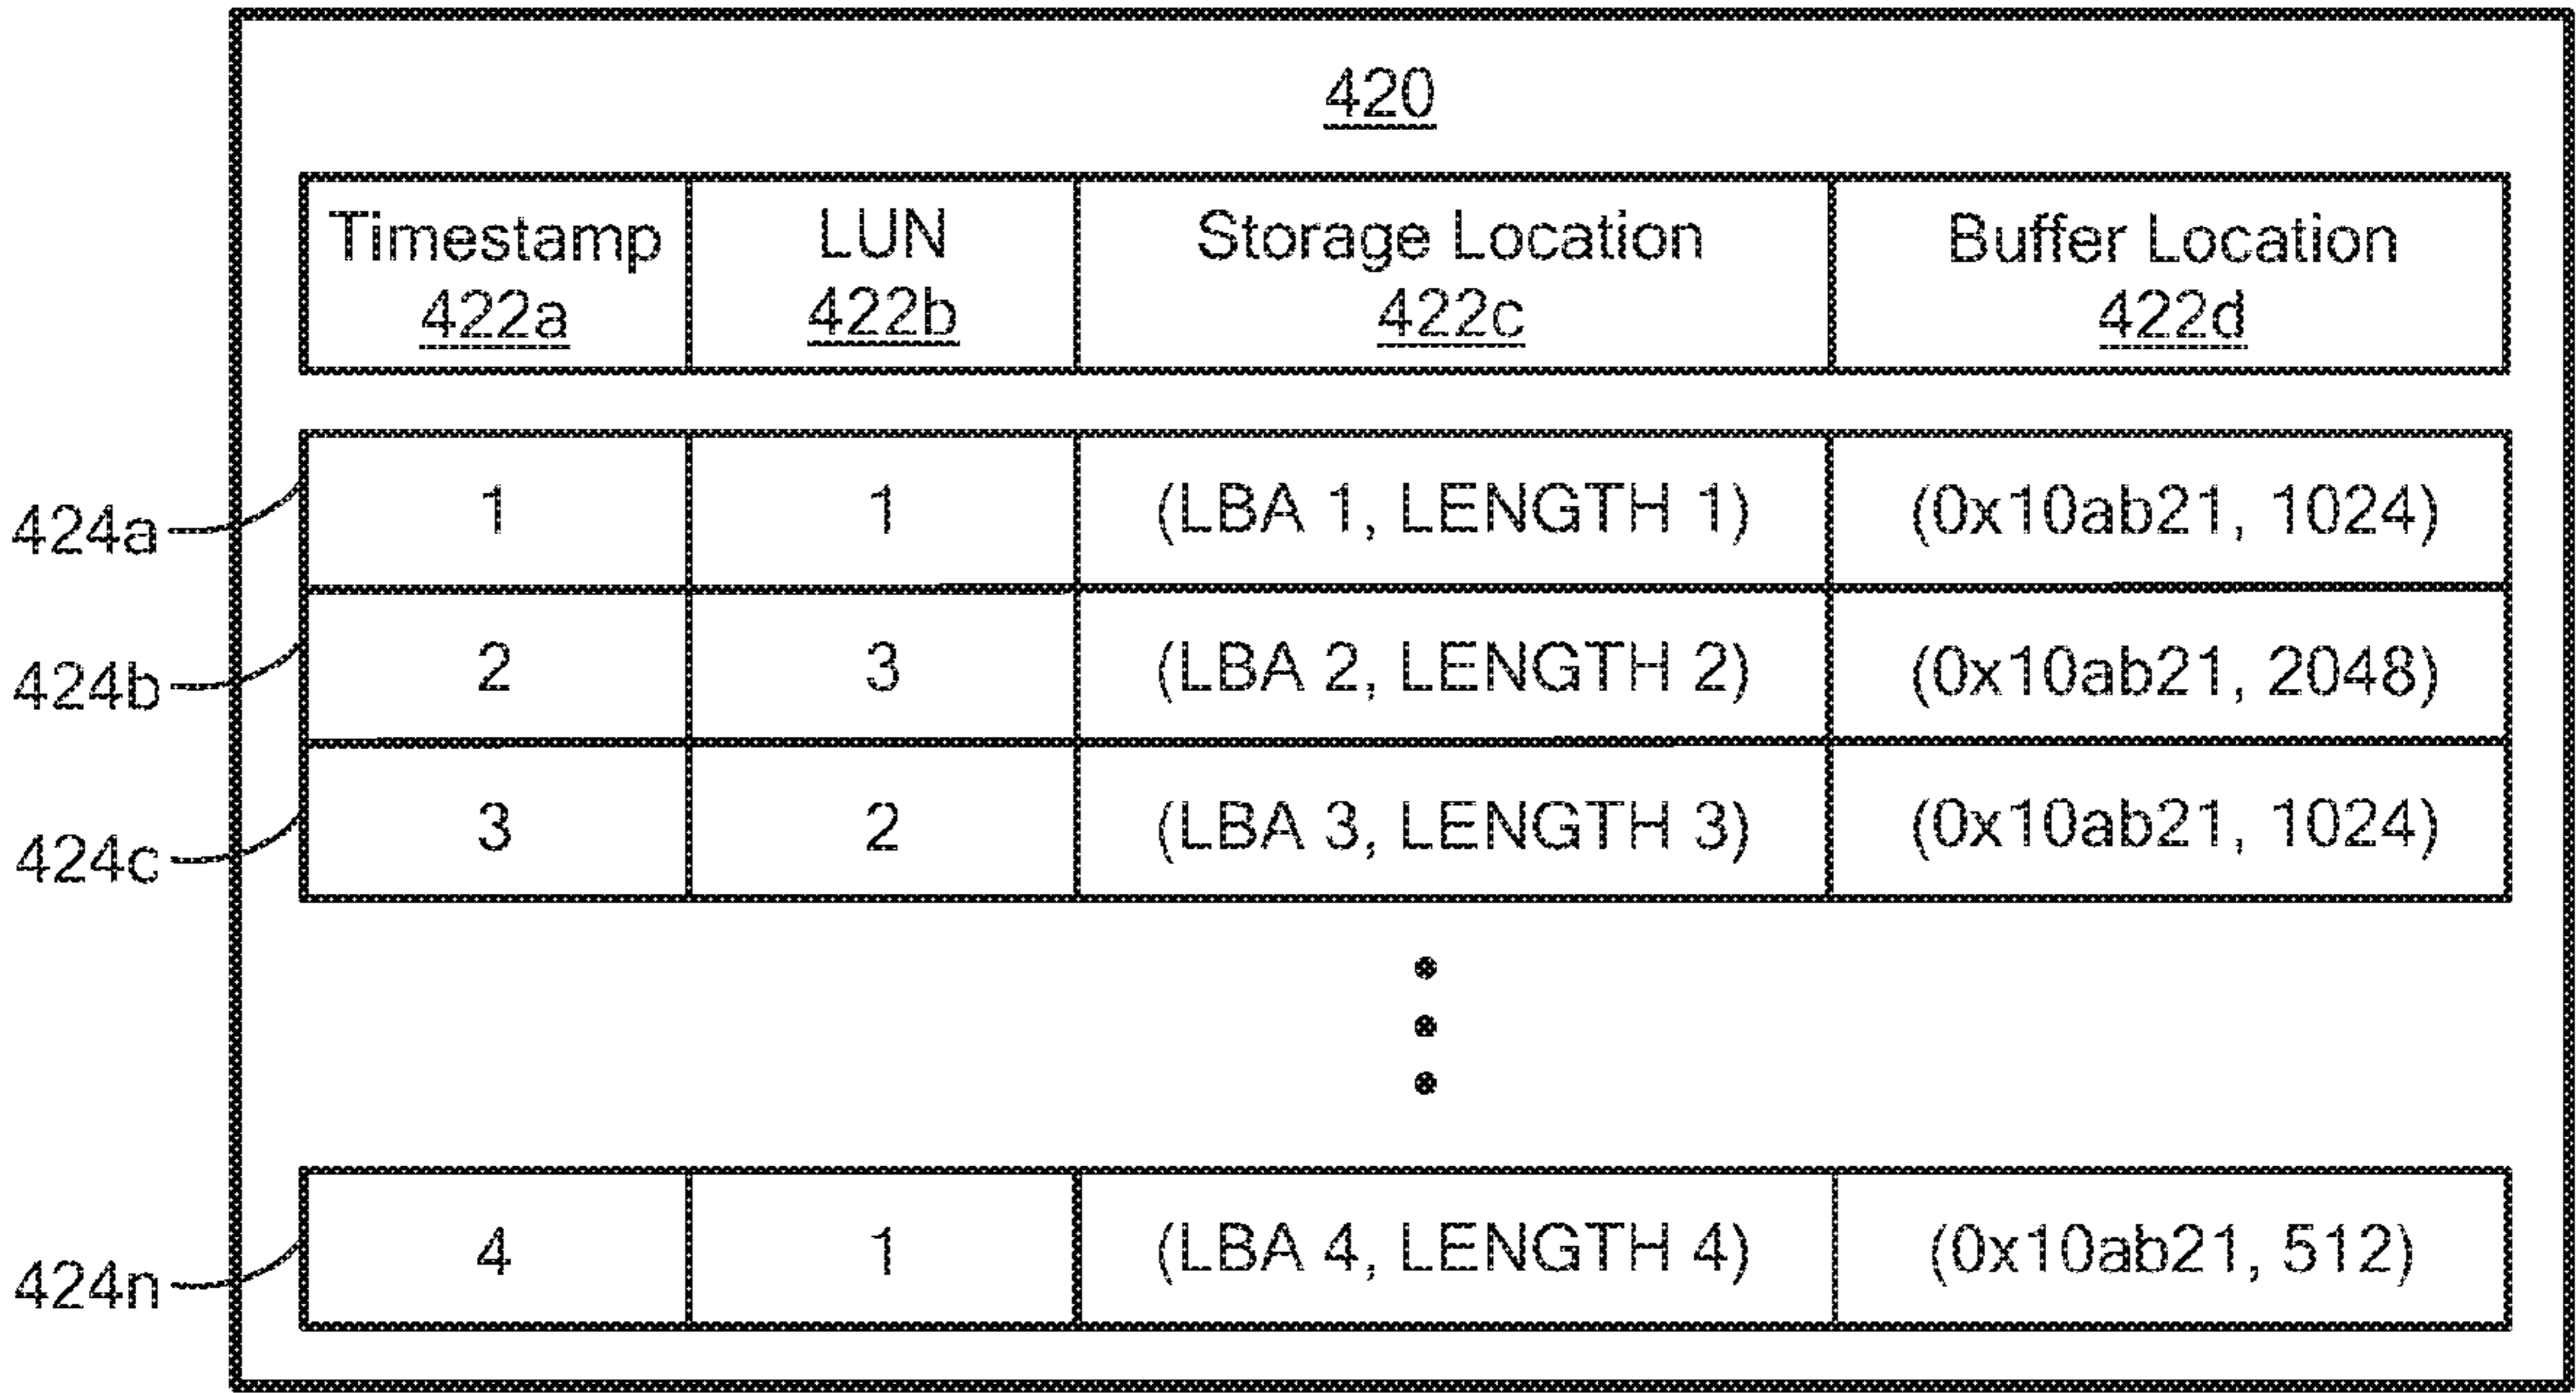 420
Timestamp LUN Storage Location Buffer Location
422a 422b 422c 422d
424a 1 1 (LBA 1, LENGTH 1) (0x10ab21, 1024)
424b 2 3 (LBA 2, LENGTH 2) (0x10ab21, 2048)
424c 3 2 (LBA 3, LENGTH 3) (0x10ab21, 1024)
424n 4 1 (LBA 4, LENGTH 4) (0x10ab21, 512)